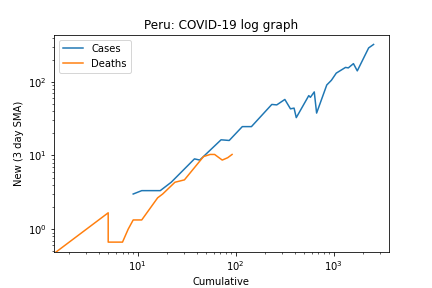 Peru: COVID-19 log graph
Cases
Deaths
New (3 day SMA)
10²
10¹
10⁰
10¹
10²
10³
Cumulative